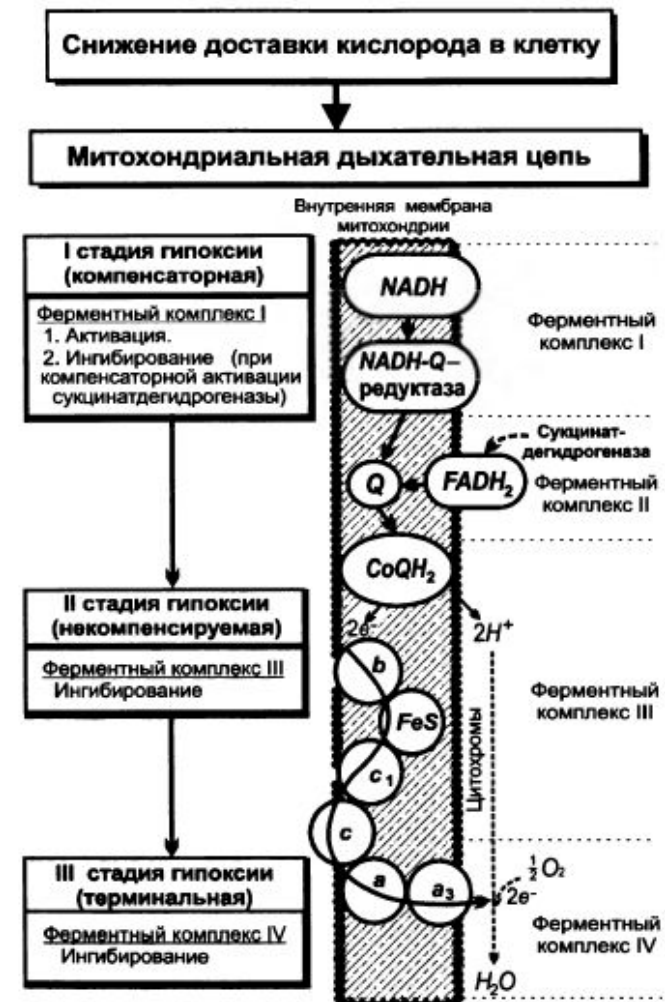 Снижение доставки кислорода в клетку
Митохондриальная дыхательная цепь
Внутренняя мембрана
митохондрии
I стадия гипоксии
(компенсаторная)
Ферментный комплекс I
1. Активация.
2. Ингибирование (при
компенсаторной активации
сукцинатдегидрогеназы)
II стадия гипоксии
(некомпенсируемая)
Ферментный комплекс III
Ингибирование
III стадия гипоксии
(терминальная)
Ферментный комплекс IV
Ингибирование
NADH
NADH-Q–
редуктаза
Q
FADH₂
CoQH₂
2e⁻
2H⁺
b
FeS
c₁
c
a
a₃
Цитохромы
½O₂
2e⁻
H₂O
Ферментный
комплекс I
Сукцинат-
дегидрогеназа
Ферментный
комплекс II
Ферментный
комплекс III
Ферментный
комплекс IV